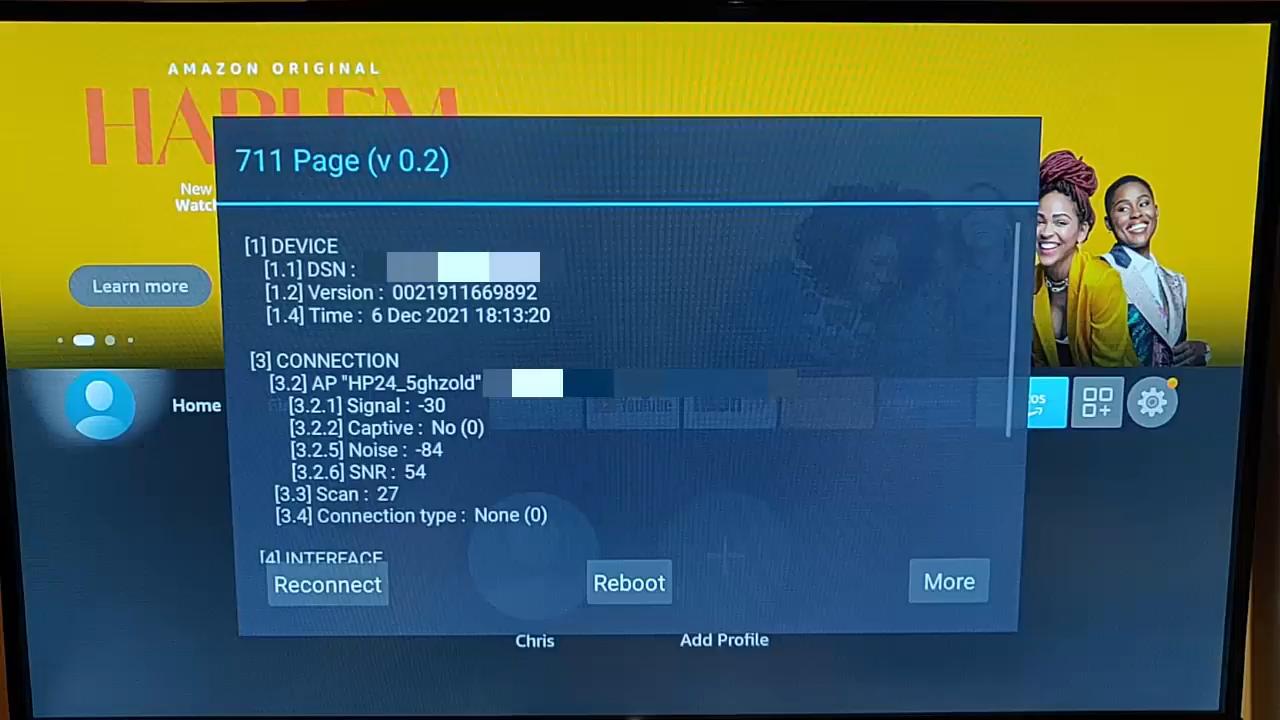 AMAZON ORIGINAL
HARLEM
New
Watch
Learn more
711 Page (v 0.2)
[1] DEVICE
[1.1] DSN :
[1.2] Version : 0021911669892
[1.4] Time : 6 Dec 2021 18:13:20
[3] CONNECTION
[3.2] AP "HP24_5ghzold"
[3.2.1] Signal : -30
[3.2.2] Captive : No (0)
[3.2.5] Noise : -84
[3.2.6] SNR : 54
[3.3] Scan : 27
[3.4] Connection type : None (0)
[4] INTERFACE
Reconnect
Reboot
More
Home
YouTube
Chris
Add Profile